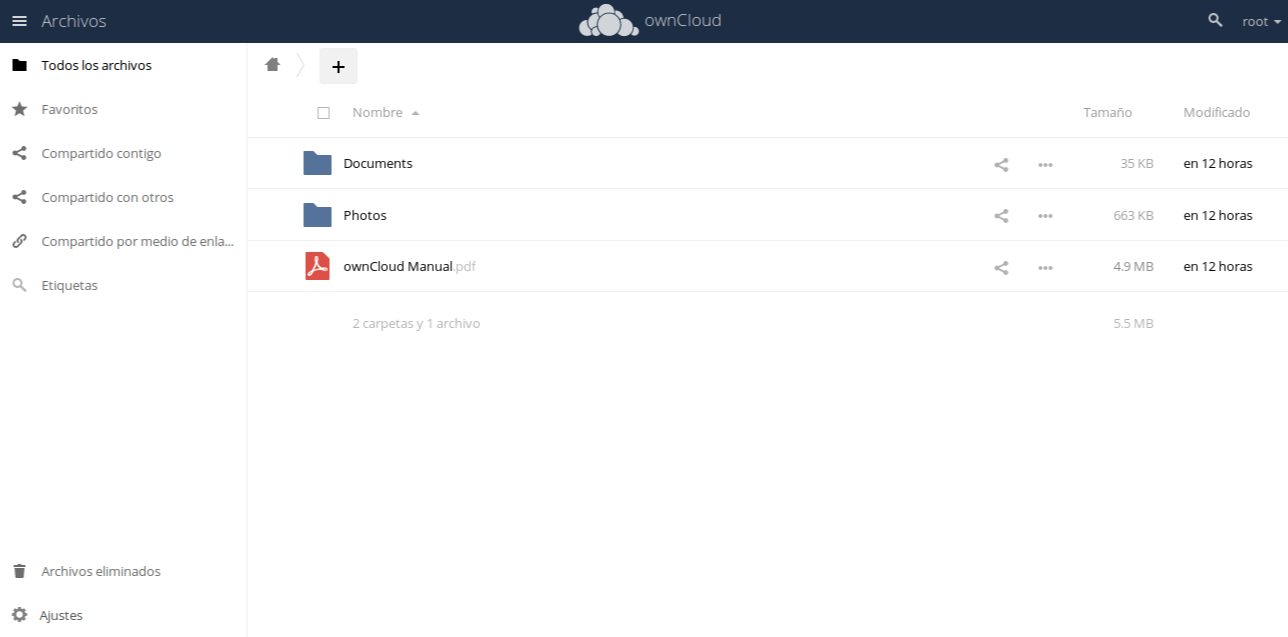 Archivos
ownCloud
root
Todos los archivos
Favoritos
Compartido contigo
Compartido con otros
Compartido por medio de enla...
Etiquetas
Archivos eliminados
Ajustes
+
Nombre Tamaño Modificado
Documents 35 KB en 12 horas
Photos 663 KB en 12 horas
ownCloud Manual.pdf 4.9 MB en 12 horas
2 carpetas y 1 archivo 5.5 MB